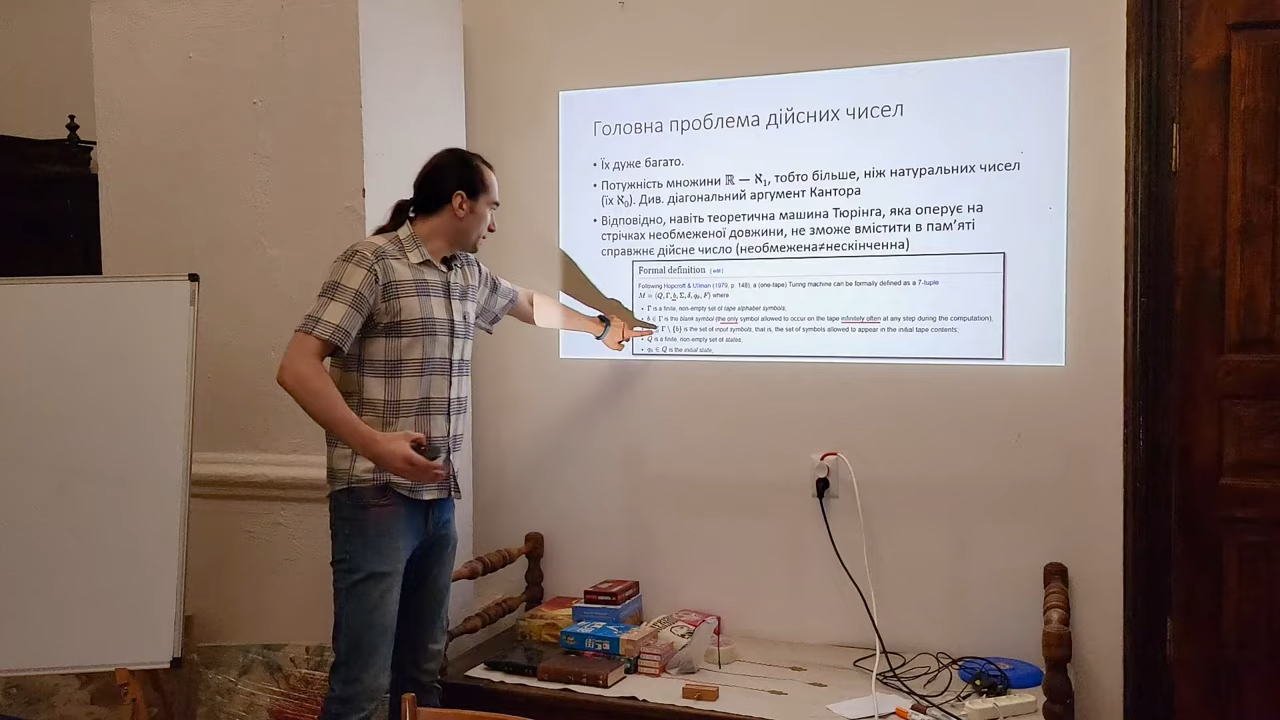 Головна проблема дійсних чисел
• Їх дуже багато.
• Потужність множини ℝ — ℵ₁, тобто більше, ніж натуральних чисел
(їх ℵ₀). Див. діагональний аргумент Кантора
• Відповідно, навіть теоретична машина Тюрінга, яка оперує на
стрічках необмеженої довжини, не зможе вмістити в пам'яті
справжнє дійсне число (необмежена≠нескінченна)
Formal definition [ edit ]
Following Hopcroft & Ullman (1979, p. 148), a (one-tape) Turing machine can be formally defined as a 7-tuple
M = ⟨Q, Γ, b, Σ, δ, q₀, F⟩ where
• Γ is a finite, non-empty set of tape alphabet symbols;
• b ∈ Γ is the blank symbol (the only symbol allowed to occur on the tape infinitely often at any step during the computation);
Γ \ {b} is the set of input symbols, that is, the set of symbols allowed to appear in the initial tape contents;
• Q is a finite, non-empty set of states;
• q₀ ∈ Q is the initial state;